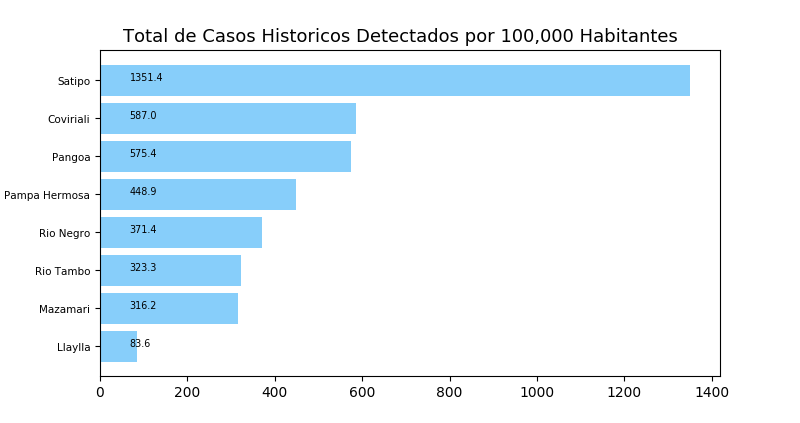 Total de Casos Historicos Detectados por 100,000 Habitantes
Satipo 1351.4
Coviriali 587.0
Pangoa 575.4
Pampa Hermosa 448.9
Rio Negro 371.4
Rio Tambo 323.3
Mazamari 316.2
Llaylla 83.6
0 200 400 600 800 1000 1200 1400